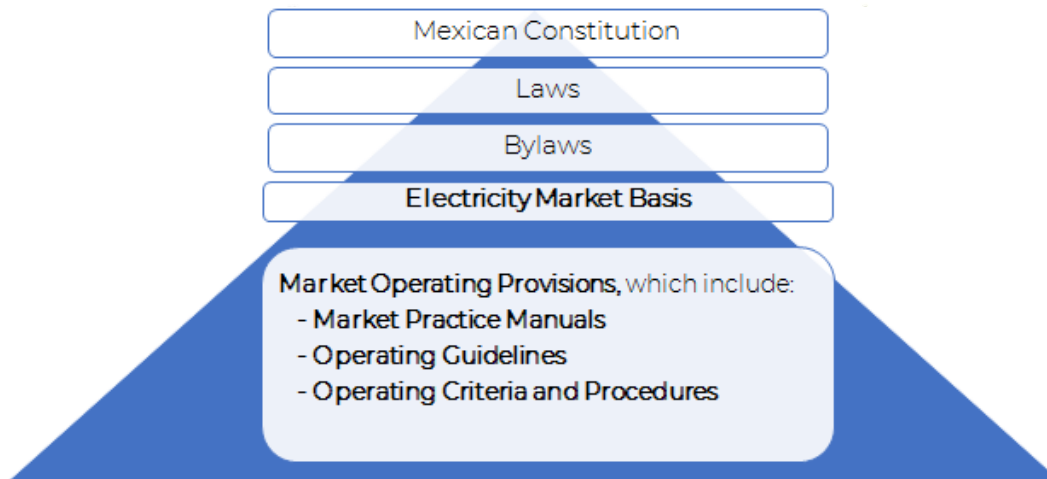 Mexican Constitution
Laws
Bylaws
Electricity Market Basis
Market Operating Provisions, which include:
- Market Practice Manuals
- Operating Guidelines
- Operating Criteria and Procedures